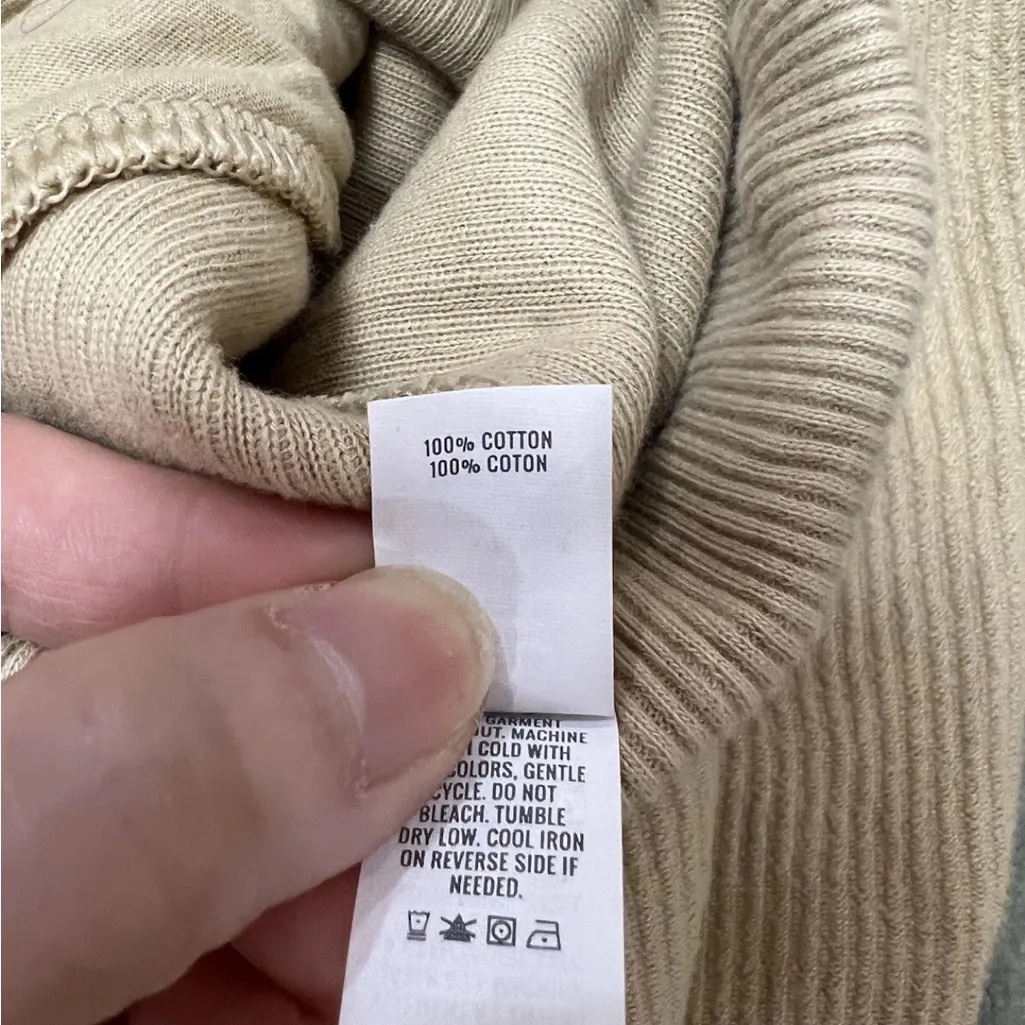 100% COTTON
100% COTON
GARMENT
OUT. MACHINE
COLD WITH
COLORS, GENTLE
CYCLE. DO NOT
BLEACH. TUMBLE
DRY LOW. COOL IRON
ON REVERSE SIDE IF
NEEDED.